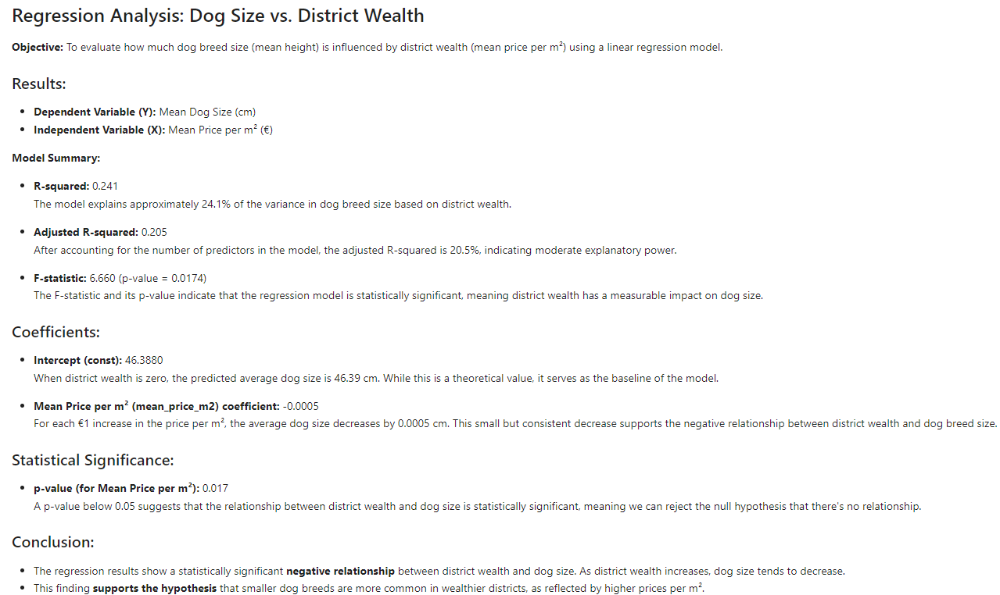 Regression Analysis: Dog Size vs. District Wealth
Objective: To evaluate how much dog breed size (mean height) is influenced by district wealth (mean price per m²) using a linear regression model.
Results:
• Dependent Variable (Y): Mean Dog Size (cm)
• Independent Variable (X): Mean Price per m² (€)
Model Summary:
• R-squared: 0.241
The model explains approximately 24.1% of the variance in dog breed size based on district wealth.
• Adjusted R-squared: 0.205
After accounting for the number of predictors in the model, the adjusted R-squared is 20.5%, indicating moderate explanatory power.
• F-statistic: 6.660 (p-value = 0.0174)
The F-statistic and its p-value indicate that the regression model is statistically significant, meaning district wealth has a measurable impact on dog size.
Coefficients:
• Intercept (const): 46.3880
When district wealth is zero, the predicted average dog size is 46.39 cm. While this is a theoretical value, it serves as the baseline of the model.
• Mean Price per m² (mean_price_m2) coefficient: -0.0005
For each €1 increase in the price per m², the average dog size decreases by 0.0005 cm. This small but consistent decrease supports the negative relationship between district wealth and dog breed size.
Statistical Significance:
• p-value (for Mean Price per m²): 0.017
A p-value below 0.05 suggests that the relationship between district wealth and dog size is statistically significant, meaning we can reject the null hypothesis that there's no relationship.
Conclusion:
• The regression results show a statistically significant negative relationship between district wealth and dog size. As district wealth increases, dog size tends to decrease.
• This finding supports the hypothesis that smaller dog breeds are more common in wealthier districts, as reflected by higher prices per m².